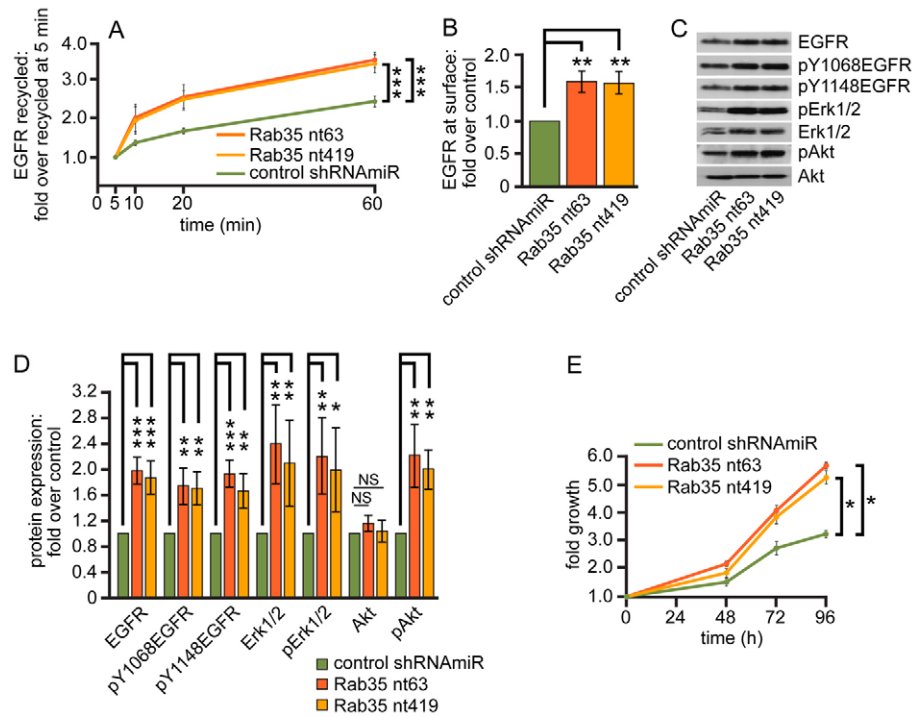 A
EGFR recycled:
fold over recycled at 5 min
4.0
3.0
2.0
1.0
0 5 10 20 60
time (min)
Rab35 nt63
Rab35 nt419
control shRNAmiR
***
***
B
EGFR at surface:
fold over control
2.0
1.5
1.0
0.5
0
** **
control shRNAmiR
Rab35 nt63
Rab35 nt419
C
EGFR
pY1068EGFR
pY1148EGFR
pErk1/2
Erk1/2
pAkt
Akt
control shRNAmiR
Rab35 nt63
Rab35 nt419
D
protein expression:
fold over control
3.2
2.8
2.4
2.0
1.6
1.2
0.8
0.4
0
*** *** ** ** *** ** ** ** ** * ** **
NS
NS
EGFR
pY1068EGFR
pY1148EGFR
Erk1/2
pErk1/2
Akt
pAkt
control shRNAmiR
Rab35 nt63
Rab35 nt419
E
control shRNAmiR
Rab35 nt63
Rab35 nt419
fold growth
6.0
5.0
4.0
3.0
2.0
1.0
0 24 48 72 96
time (h)
* *